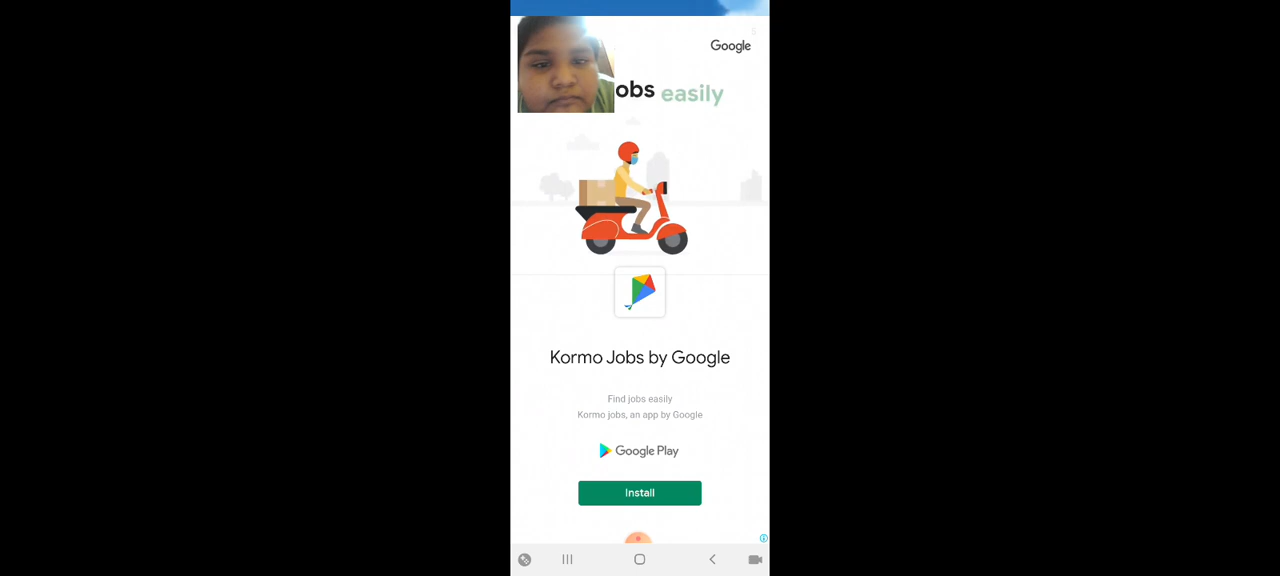 Google
obs easily
Kormo Jobs by Google
Find jobs easily
Kormo jobs, an app by Google
Google Play
Install